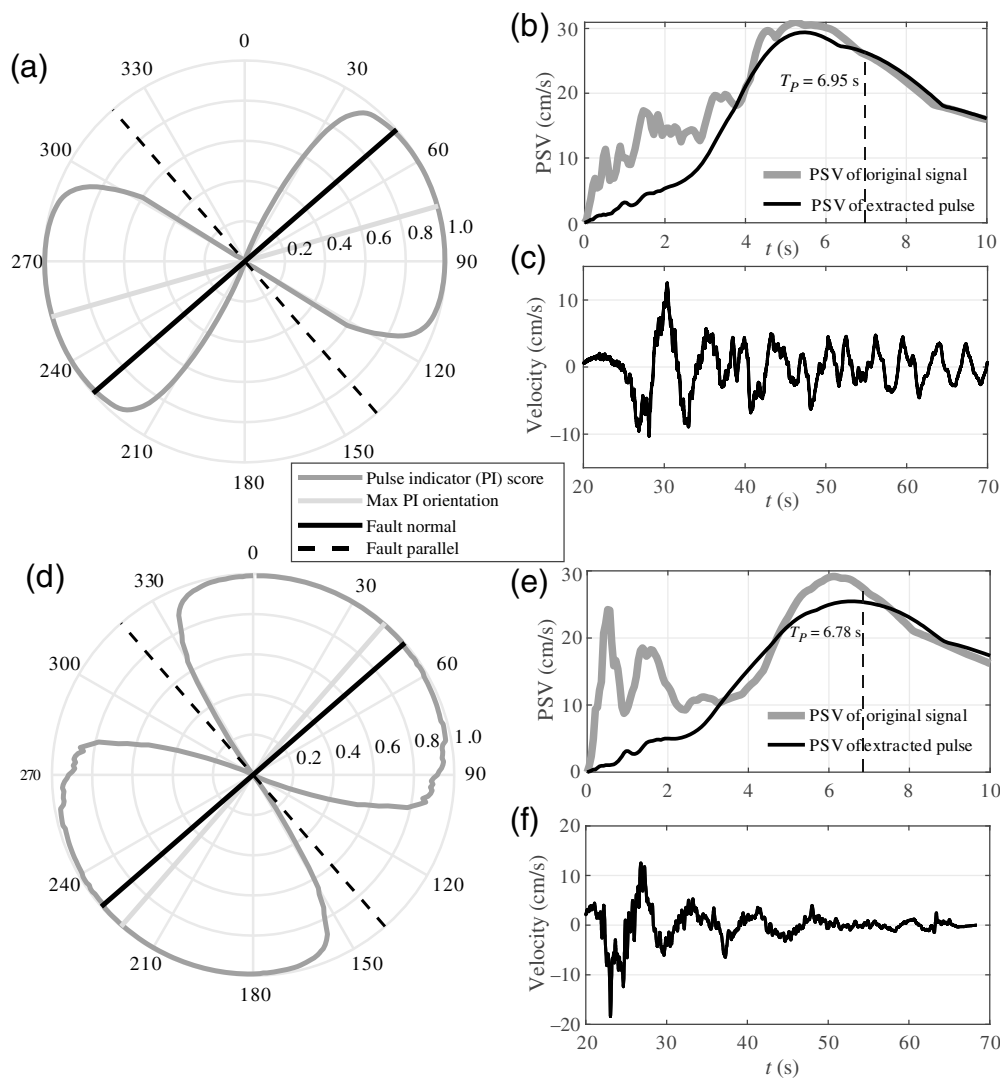 (a)
0
30
60
90
120
150
180
210
240
270
300
330
0.2
0.4
0.6
0.8
1.0
(b)
PSV (cm/s)
30
20
10
0
T_P = 6.95 s
PSV of original signal
PSV of extracted pulse
0 2 4 6 8 10
t (s)
(c)
Velocity (cm/s)
10
0
−10
20 30 40 50 60 70
t (s)
Pulse indicator (PI) score
Max PI orientation
Fault normal
Fault parallel
(d)
0
30
60
90
120
150
180
210
240
270
300
330
0.2
0.4
0.6
0.8
1.0
(e)
PSV (cm/s)
30
20
10
0
T_P = 6.78 s
PSV of original signal
PSV of extracted pulse
0 2 4 6 8 10
t (s)
(f)
Velocity (cm/s)
20
10
0
−10
−20
20 30 40 50 60 70
t (s)